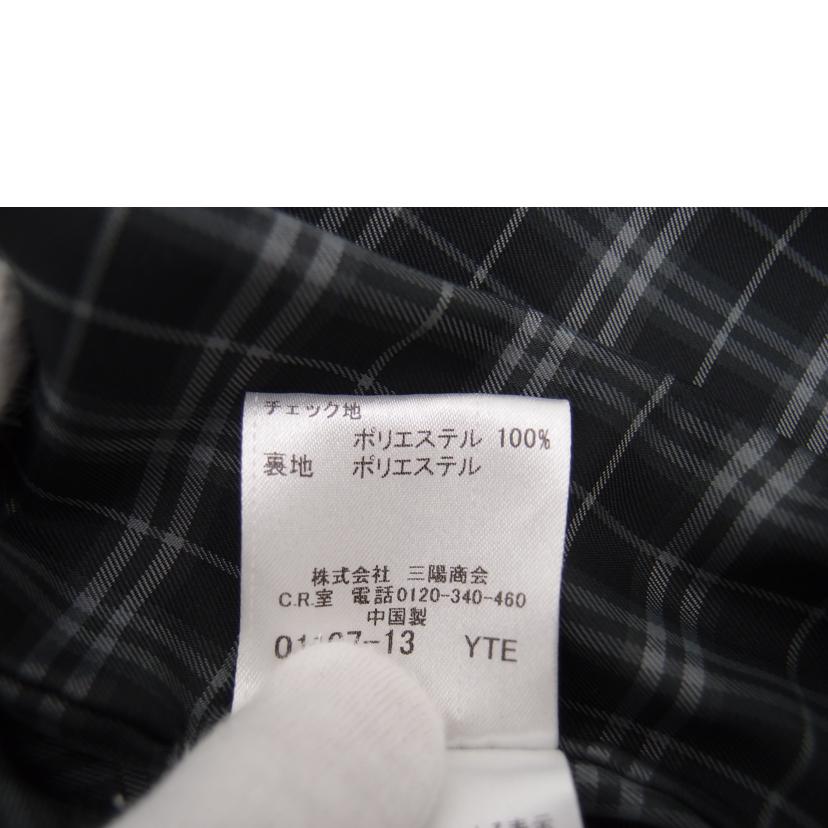 チェック地
ポリエステル 100%
裏地 ポリエステル
株式会社 三陽商会
C.R.室 電話0120-340-460
中国製
YTE